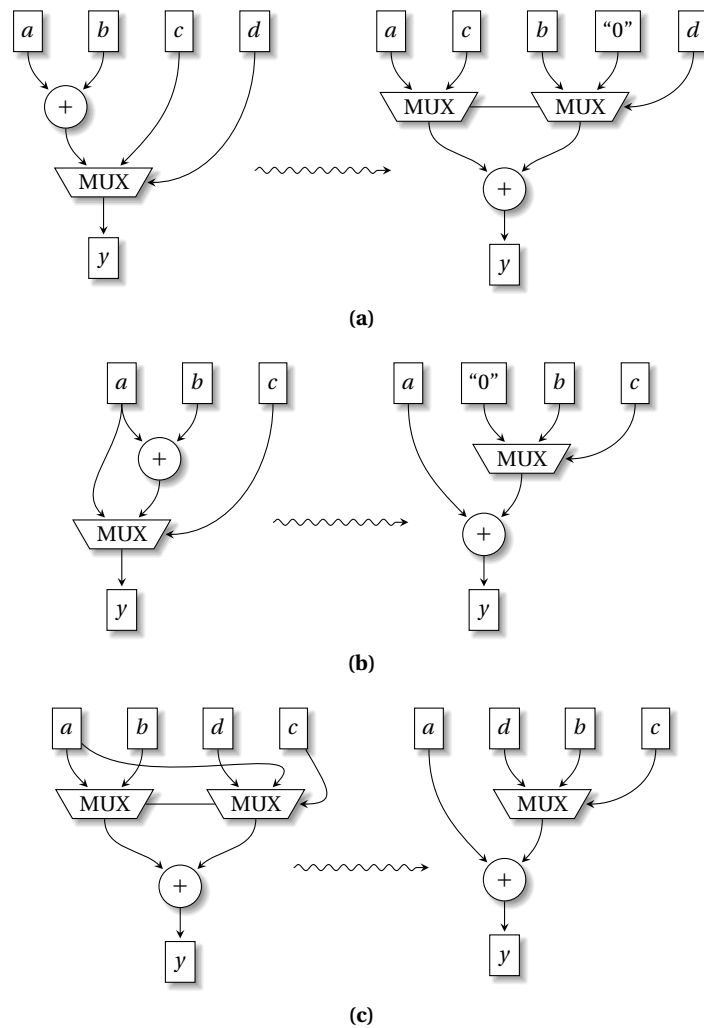 a b c d a c b “0” d
+ MUX MUX
MUX +
y y
(a)
a b c a “0” b c
+ MUX
MUX +
y y
(b)
a b d c a d b c
MUX MUX MUX
+ +
y y
(c)